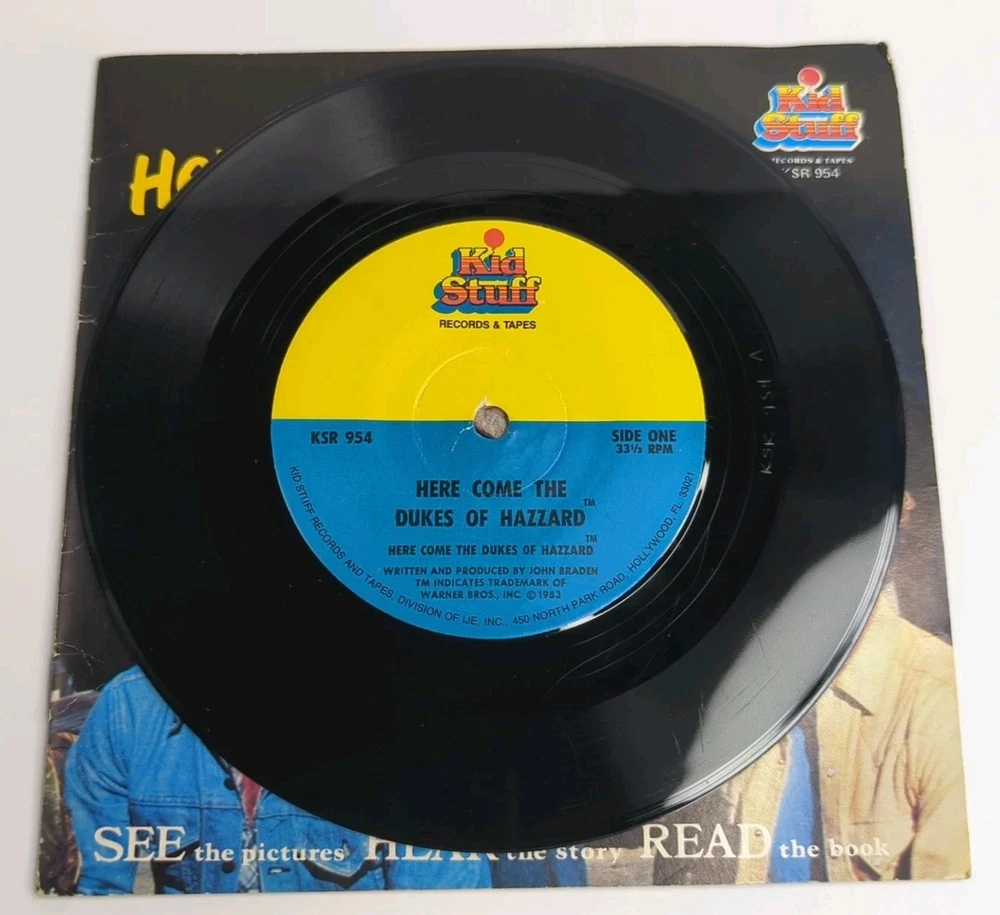 He
Kid
Stuff
RECORDS & TAPES
KSR 954
Kid
Stuff
RECORDS & TAPES
KSR 954
SIDE ONE
33⅓ RPM
HERE COME THE
DUKES OF HAZZARD™
HERE COME THE DUKES OF HAZZARD™
WRITTEN AND PRODUCED BY JOHN BRADEN
TM INDICATES TRADEMARK OF
WARNER BROS., INC. © 1983
KID STUFF RECORDS AND TAPES, DIVISION OF IJE, INC., 450 NORTH PARK ROAD, HOLLYWOOD, FL. 33021
SEE the pictures HEAR the story READ the book